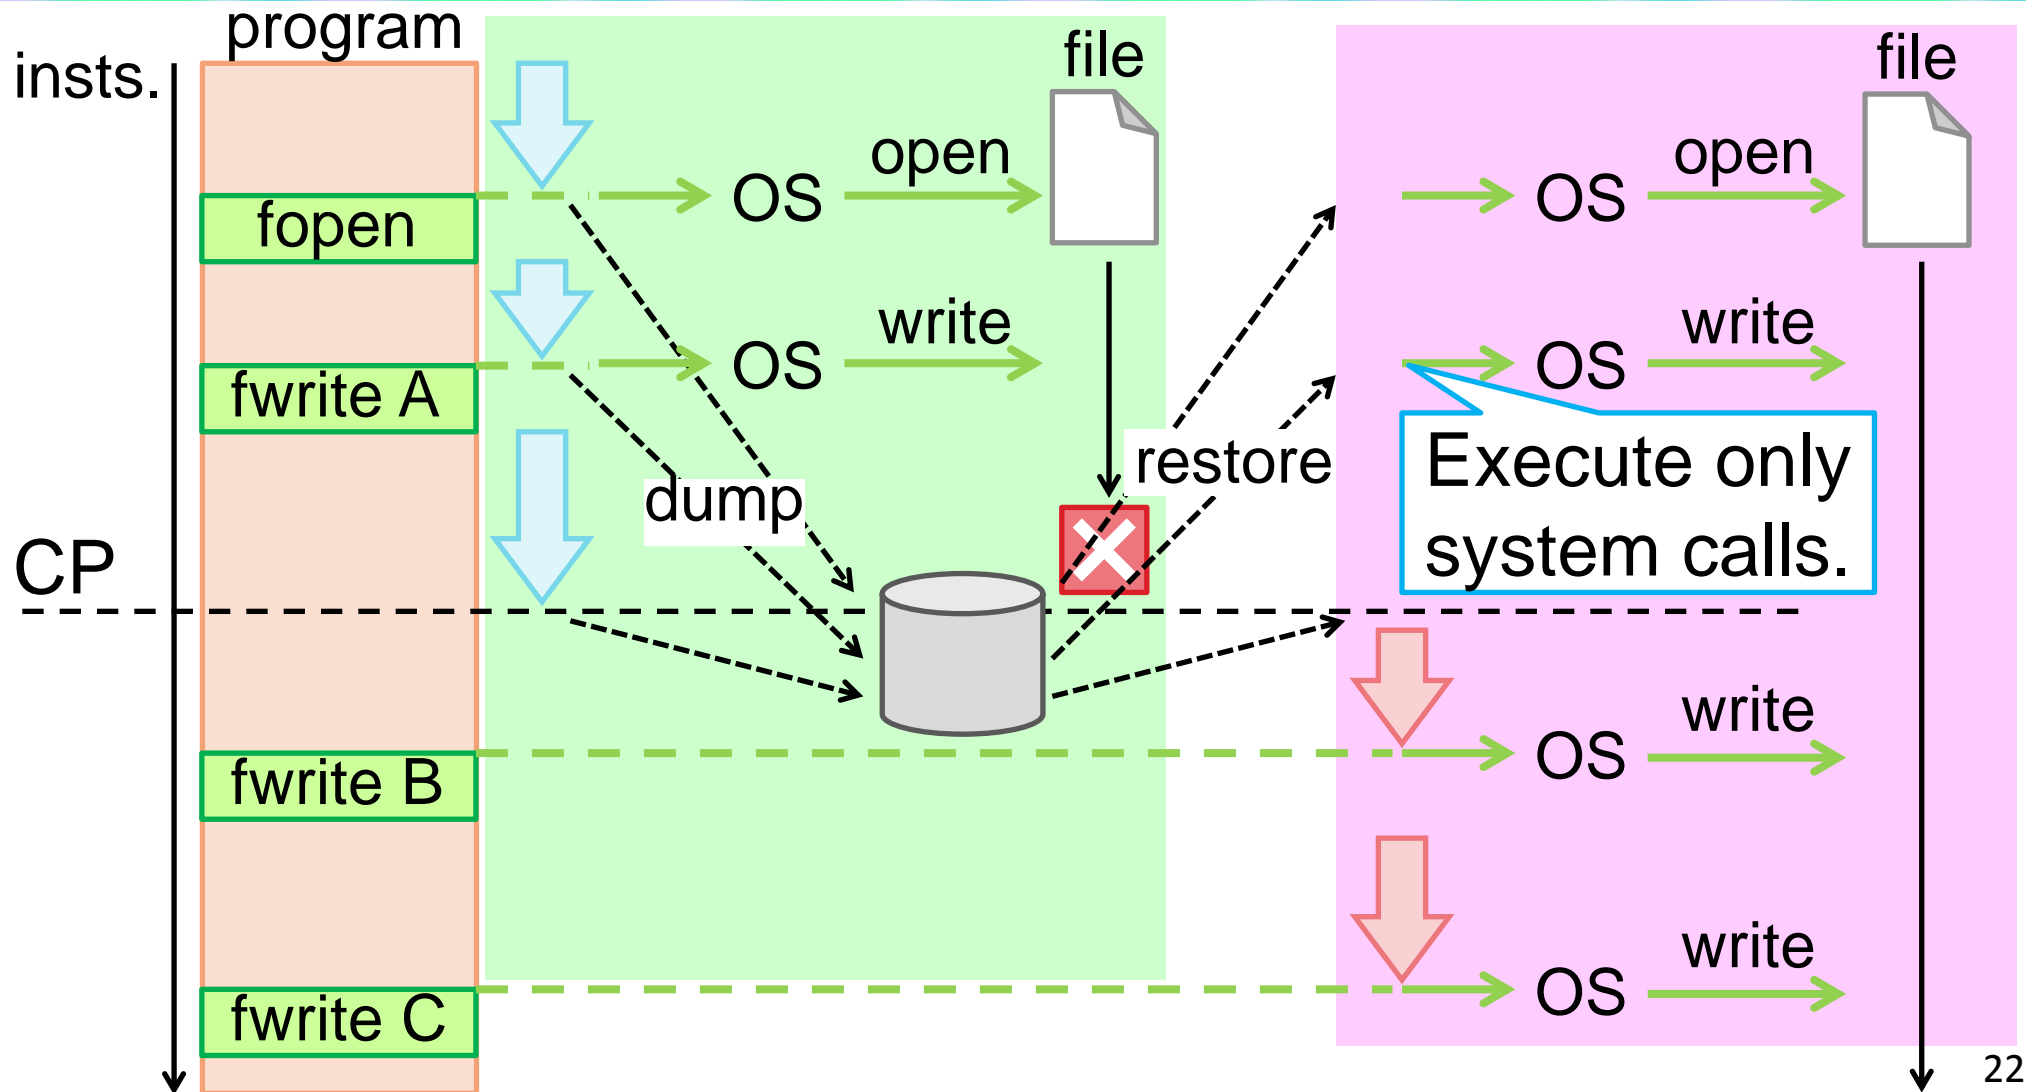 program
insts.
file
file
open
open
OS
OS
fopen
write
write
OS
OS
fwrite A
restore
Execute only
system calls.
dump
CP
write
OS
fwrite B
write
OS
fwrite C
22